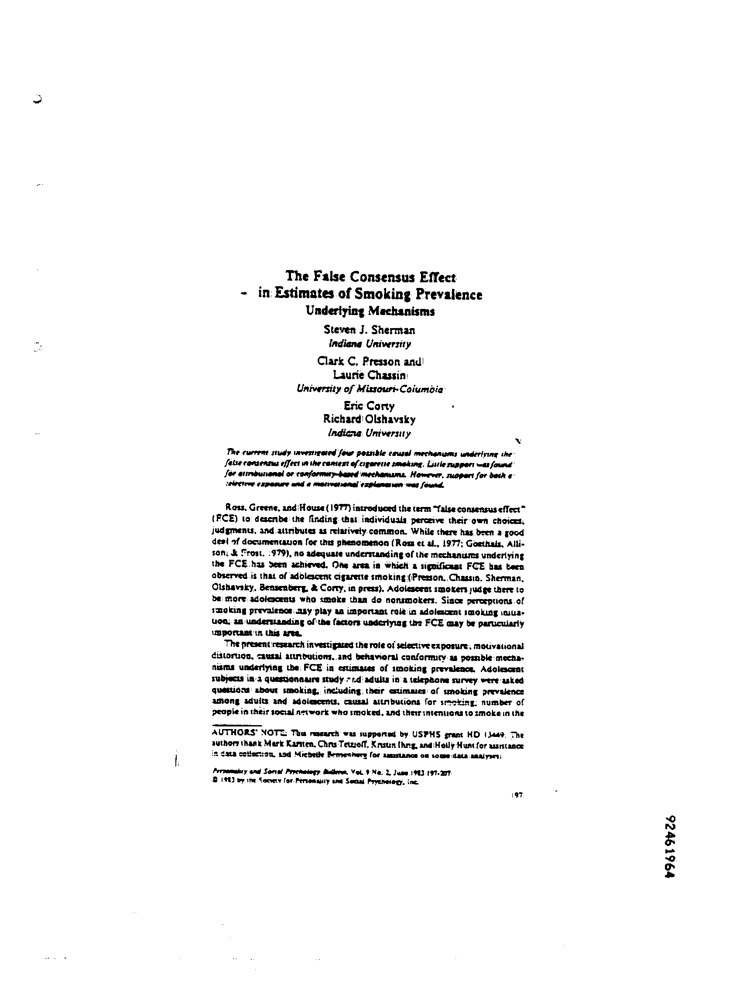 The False Consensus Effect
- in Estimates of Smoking Prevalence
Underlying Mechanisms
Steven J. Sherman
Indiana University
Clark C. Presson and
Laurie Chassin
University of Missouri-Columbia
Eric Corty
Richard Olshavsky
Indiana University
The current study investigated four possible causal mechanisms underlying the
false consensus effect in the context of cigarette smoking. Little support was found
for attributional or conformity-based mechanisms. However, support for both a
selective exposure and a motivational explanation was found.
Ross, Greene, and House (1977) introduced the term "false consensus effect"
(FCE) to describe the finding that individuals perceive their own choices,
judgments, and attributes as relatively common. While there has been a good
deal of documentation for this phenomenon (Ross et al., 1977; Goethals, Alli-
son, & Frost, 1979), no adequate understanding of the mechanisms underlying
the FCE has been achieved. One area in which a significant FCE has been
observed is that of adolescent cigarette smoking (Presson, Chassin, Sherman,
Olshavsky, Bensenberg, & Corty, in press). Adolescent smokers judge there to
be more adolescents who smoke than do nonsmokers. Since perceptions of
smoking prevalence may play an important role in adolescent smoking initia-
tion, an understanding of the factors underlying the FCE may be particularly
important in this area.
The present research investigated the role of selective exposure, motivational
distortion, causal attributions, and behavioral conformity as possible mecha-
nisms underlying the FCE in estimates of smoking prevalence. Adolescent
subjects in a questionnaire study and adults in a telephone survey were asked
questions about smoking, including their estimates of smoking prevalence
among adults and adolescents, causal attributions for smoking, number of
people in their social network who smoked, and their intentions to smoke in the
AUTHORS' NOTE: This research was supported by USPHS grant HD 13449. The
authors thank Mark Karsten, Chris Tetzloff, Kristin Ihrig, and Holly Hunt for assistance
in data collection, and Michelle Bensenberg for assistance on some data analyses.
Personality and Social Psychology Bulletin, Vol. 9 No. 2, June 1983 197-207
© 1983 by the Society for Personality and Social Psychology, Inc.
197
92461964